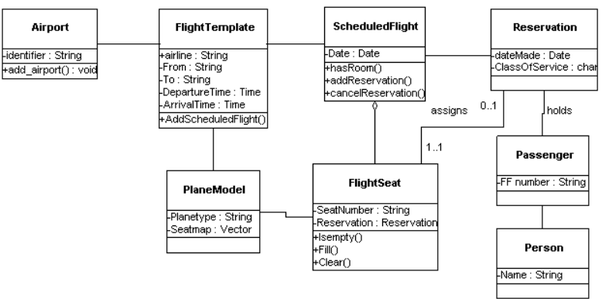 Airport
-identifier : String
+add_airport() : void
FlightTemplate
+airline : String
-From : String
-To : String
-DepartureTime : Time
-ArrivalTime : Time
+AddScheduledFlight()
ScheduledFlight
-Date : Date
+hasRoom()
+addReservation()
+cancelReservation()
Reservation
-dateMade : Date
-ClassOfService : char
assigns
0..1
1..1
holds
Passenger
-FF number : String
PlaneModel
-Planetype : String
-Seatmap : Vector
FlightSeat
-SeatNumber : String
-Reservation : Reservation
+Isempty()
+Fill()
+Clear()
Person
-Name : String